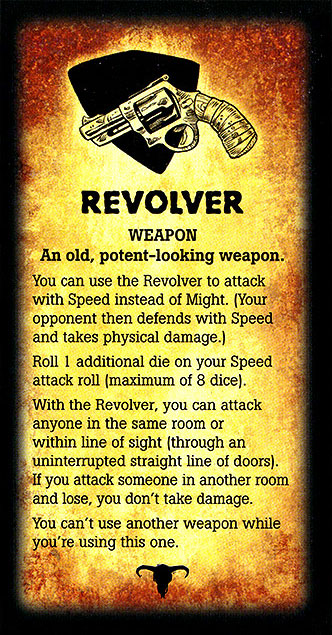 REVOLVER
WEAPON
An old, potent-looking weapon.
You can use the Revolver to attack
with Speed instead of Might. (Your
opponent then defends with Speed
and takes physical damage.)
Roll 1 additional die on your Speed
attack roll (maximum of 8 dice).
With the Revolver, you can attack
anyone in the same room or
within line of sight (through an
uninterrupted straight line of doors).
If you attack someone in another room
and lose, you don't take damage.
You can't use another weapon while
you're using this one.